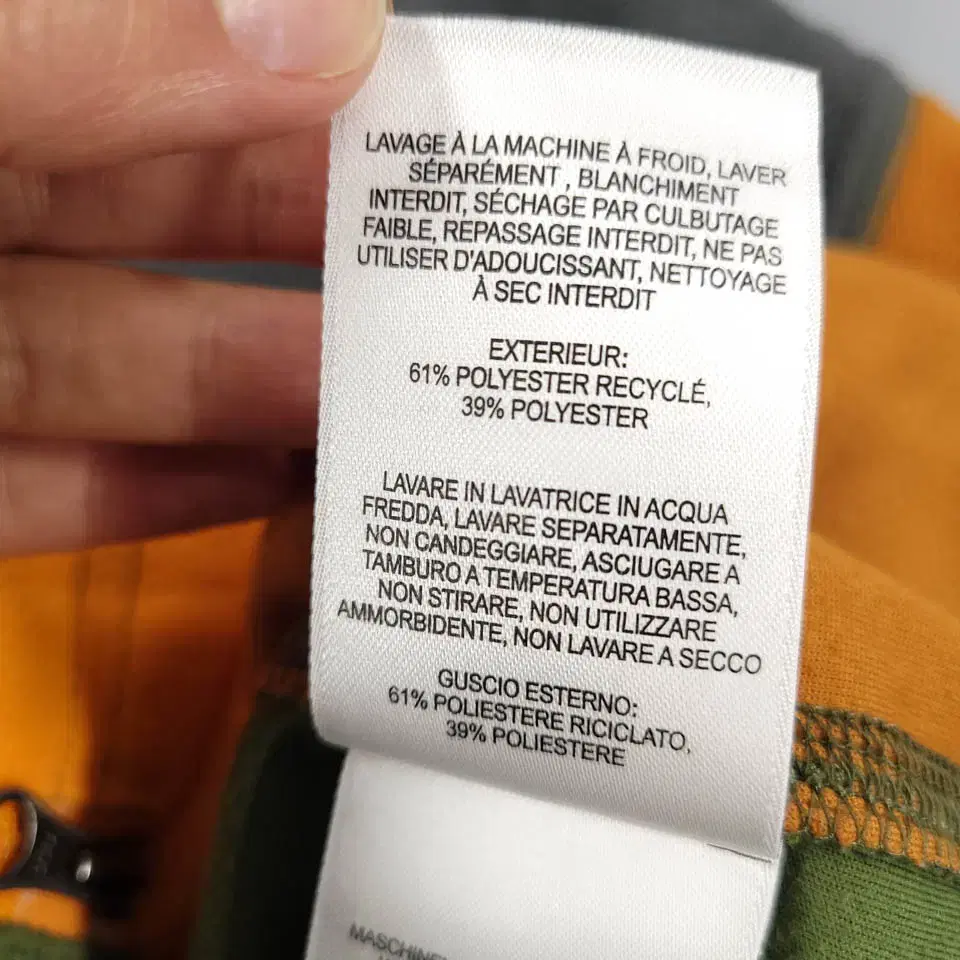 LAVAGE À LA MACHINE À FROID, LAVER
SÉPARÉMENT , BLANCHIMENT
INTERDIT, SÉCHAGE PAR CULBUTAGE
FAIBLE, REPASSAGE INTERDIT, NE PAS
UTILISER D'ADOUCISSANT, NETTOYAGE
À SEC INTERDIT
EXTERIEUR:
61% POLYESTER RECYCLÉ,
39% POLYESTER
LAVARE IN LAVATRICE IN ACQUA
FREDDA, LAVARE SEPARATAMENTE,
NON CANDEGGIARE, ASCIUGARE A
TAMBURO A TEMPERATURA BASSA,
NON STIRARE, NON UTILIZZARE
AMMORBIDENTE, NON LAVARE A SECCO
GUSCIO ESTERNO:
61% POLIESTERE RICICLATO,
39% POLIESTERE